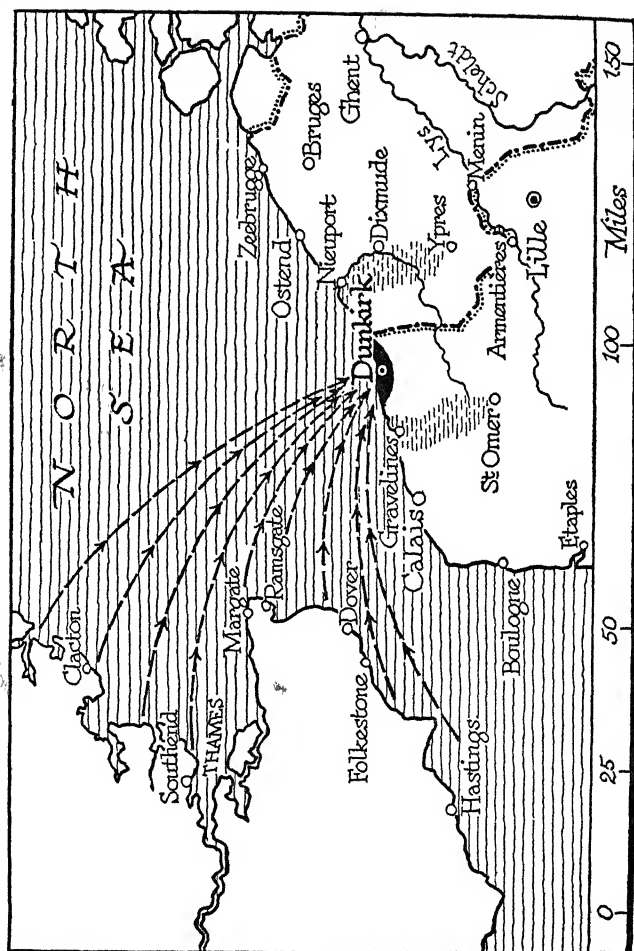 NORTH
SEA
Clacton
Southend
THAMES
Margate
Ramsgate
Dover
Folkestone
Hastings
Zeebrugge
Bruges
Ghent
Scheldt
Ostend
Nieuport
Dixmude
Lys
Menin
Ypres
Dunkirk
Gravelines
Calais
St Omer
Armentières
Lille
Boulogne
Etaples
0 25 50 100 Miles 150